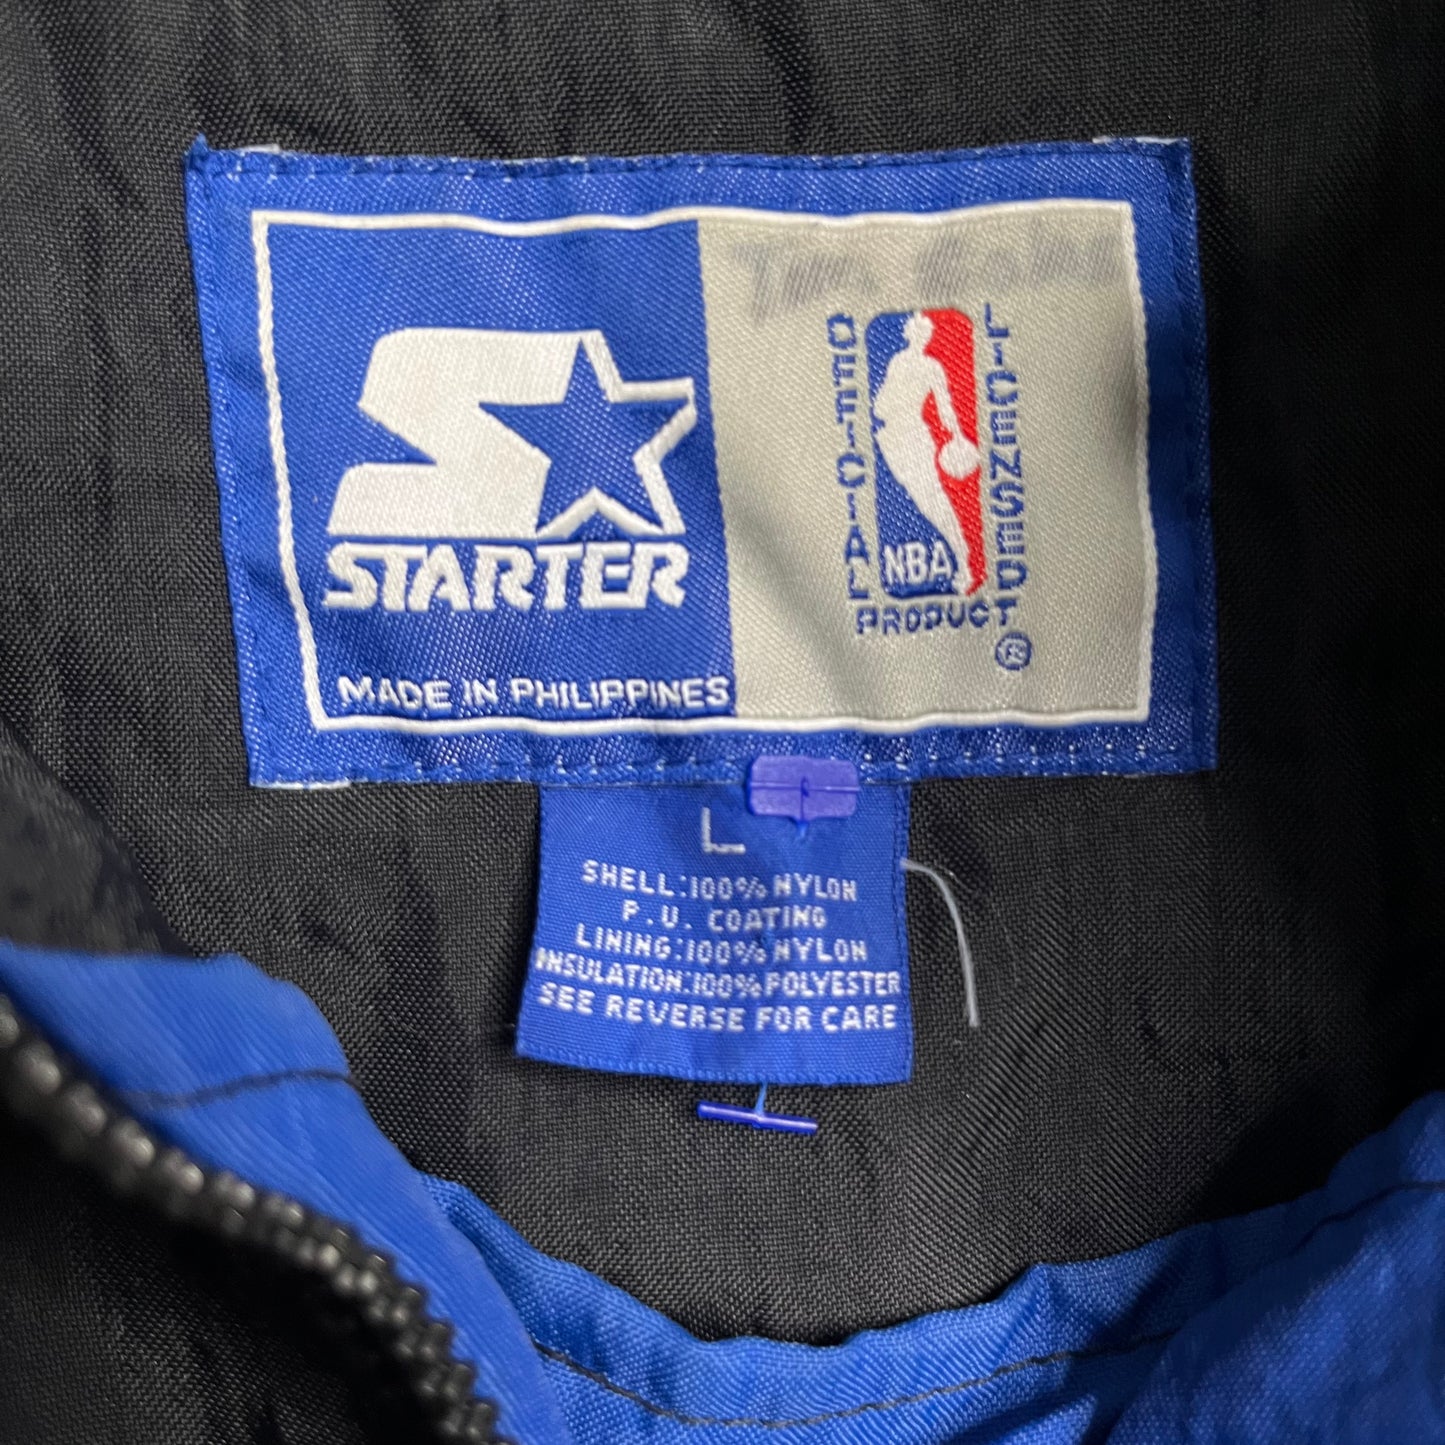 STARTER
MADE IN PHILIPPINES
OFFICIAL
LICENSED
NBA
PRODUCT®
L
SHELL:100% NYLON
P.U. COATING
LINING:100% NYLON
INSULATION:100% POLYESTER
SEE REVERSE FOR CARE